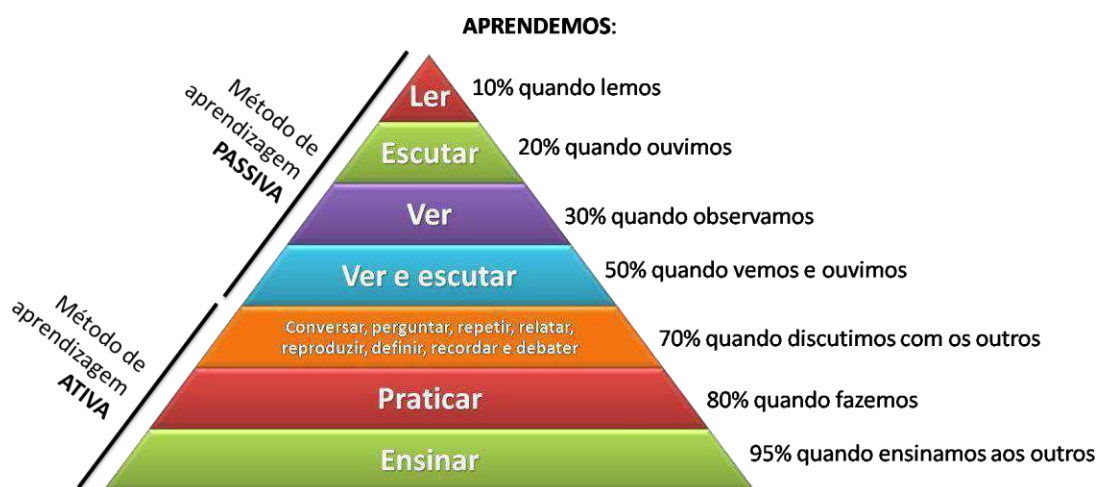 APRENDEMOS:
Método de
aprendizagem
PASSIVA
Ler
10% quando lemos
Escutar
20% quando ouvimos
Ver
30% quando observamos
Ver e escutar
50% quando vemos e ouvimos
Método de
aprendizagem
ATIVA
Conversar, perguntar, repetir, relatar,
reproduzir, definir, recordar e debater
70% quando discutimos com os outros
Praticar
80% quando fazemos
Ensinar
95% quando ensinamos aos outros